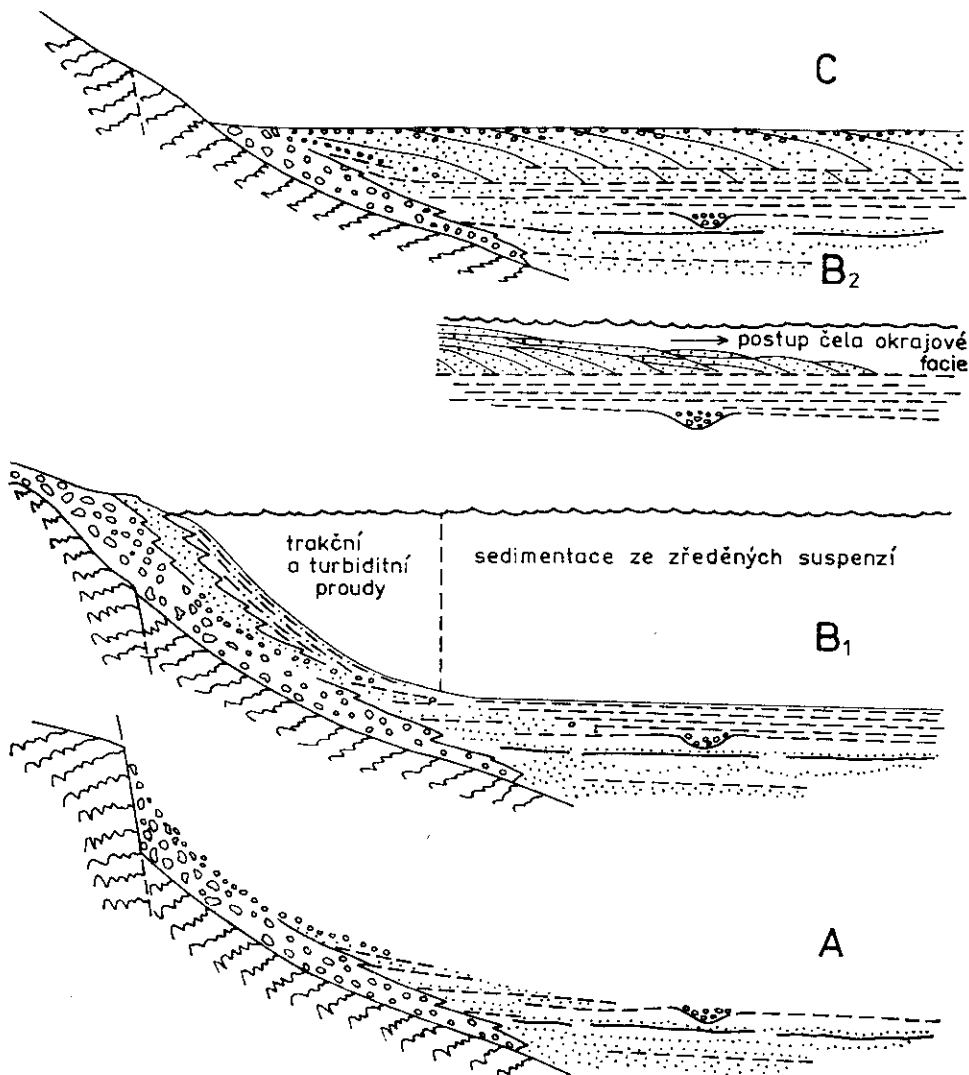 C
B₂
postup čela okrajové
facie
trakční
a turbiditní
proudy
sedimentace ze zředěných suspenzí
B₁
A